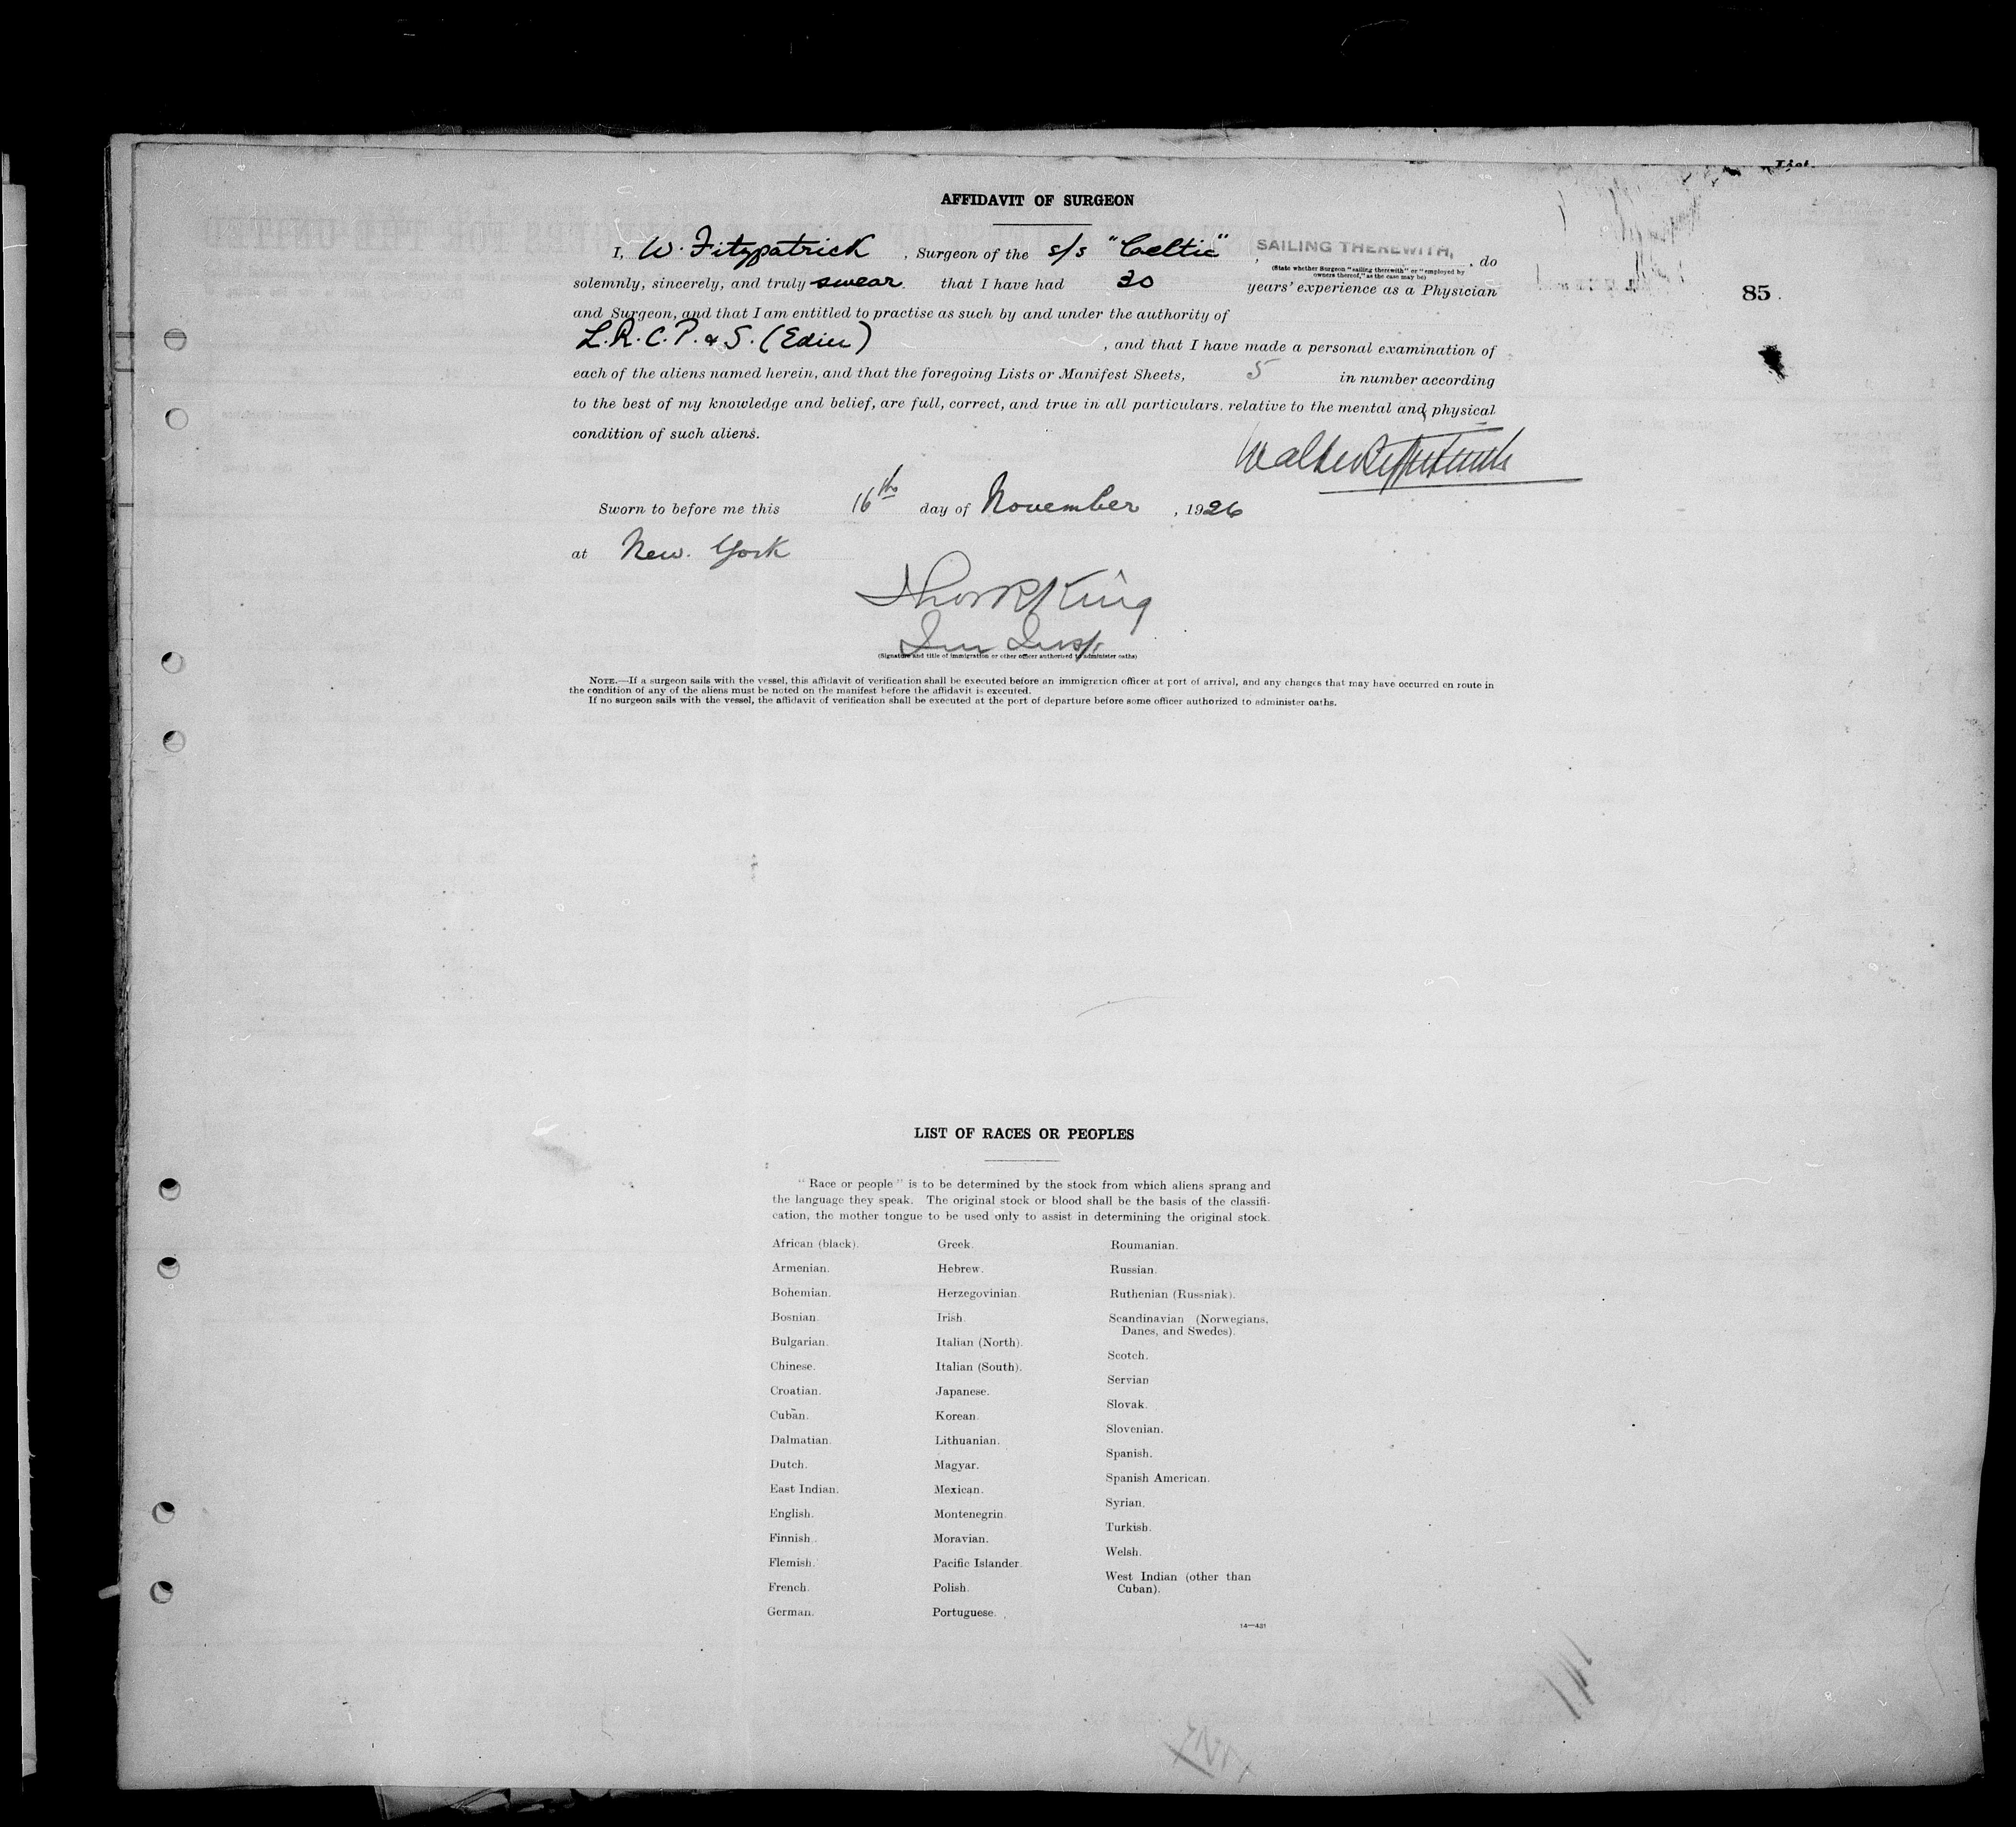 List.
AFFIDAVIT OF SURGEON
I, W. Fitzpatrick, Surgeon of the s/s "Celtic", SAILING THEREWITH, do
(State whether Surgeon "sailing therewith" or "employed by
owners thereof," as the case may be)
solemnly, sincerely, and truly swear. that I have had 30 years' experience as a Physician
85.
and Surgeon, and that I am entitled to practise as such by and under the authority of
L.R.C.P. & S. (Edin), and that I have made a personal examination of
each of the aliens named herein, and that the foregoing Lists or Manifest Sheets, 5 in number according
to the best of my knowledge and belief, are full, correct, and true in all particulars. relative to the mental and physical
condition of such aliens.
Walter Fitzpatrick
Sworn to before me this 16th day of November, 1926
at New. York
King
Im Insp.
(Signature and title of immigration or other officer authorized to administer oaths)
NOTE.—If a surgeon sails with the vessel, this affidavit of verification shall be executed before an immigration officer at port of arrival, and any changes that may have occurred en route in
the condition of any of the aliens must be noted on the manifest before the affidavit is executed.
If no surgeon sails with the vessel, the affidavit of verification shall be executed at the port of departure before some officer authorized to administer oaths.
LIST OF RACES OR PEOPLES
"Race or people" is to be determined by the stock from which aliens sprang and
the language they speak. The original stock or blood shall be the basis of the classifi-
cation, the mother tongue to be used only to assist in determining the original stock.
African (black).
Armenian.
Bohemian.
Bosnian.
Bulgarian.
Chinese.
Croatian.
Cuban.
Dalmatian.
Dutch.
East Indian.
English.
Finnish.
Flemish.
French.
German.
Greek.
Hebrew.
Herzegovinian.
Irish.
Italian (North).
Italian (South).
Japanese.
Korean.
Lithuanian.
Magyar.
Mexican.
Montenegrin.
Moravian.
Pacific Islander.
Polish.
Portuguese.
Roumanian.
Russian.
Ruthenian (Russniak).
Scandinavian (Norwegians,
Danes, and Swedes).
Scotch.
Servian
Slovak.
Slovenian.
Spanish.
Spanish American.
Syrian.
Turkish.
Welsh.
West Indian (other than
Cuban).
14—421